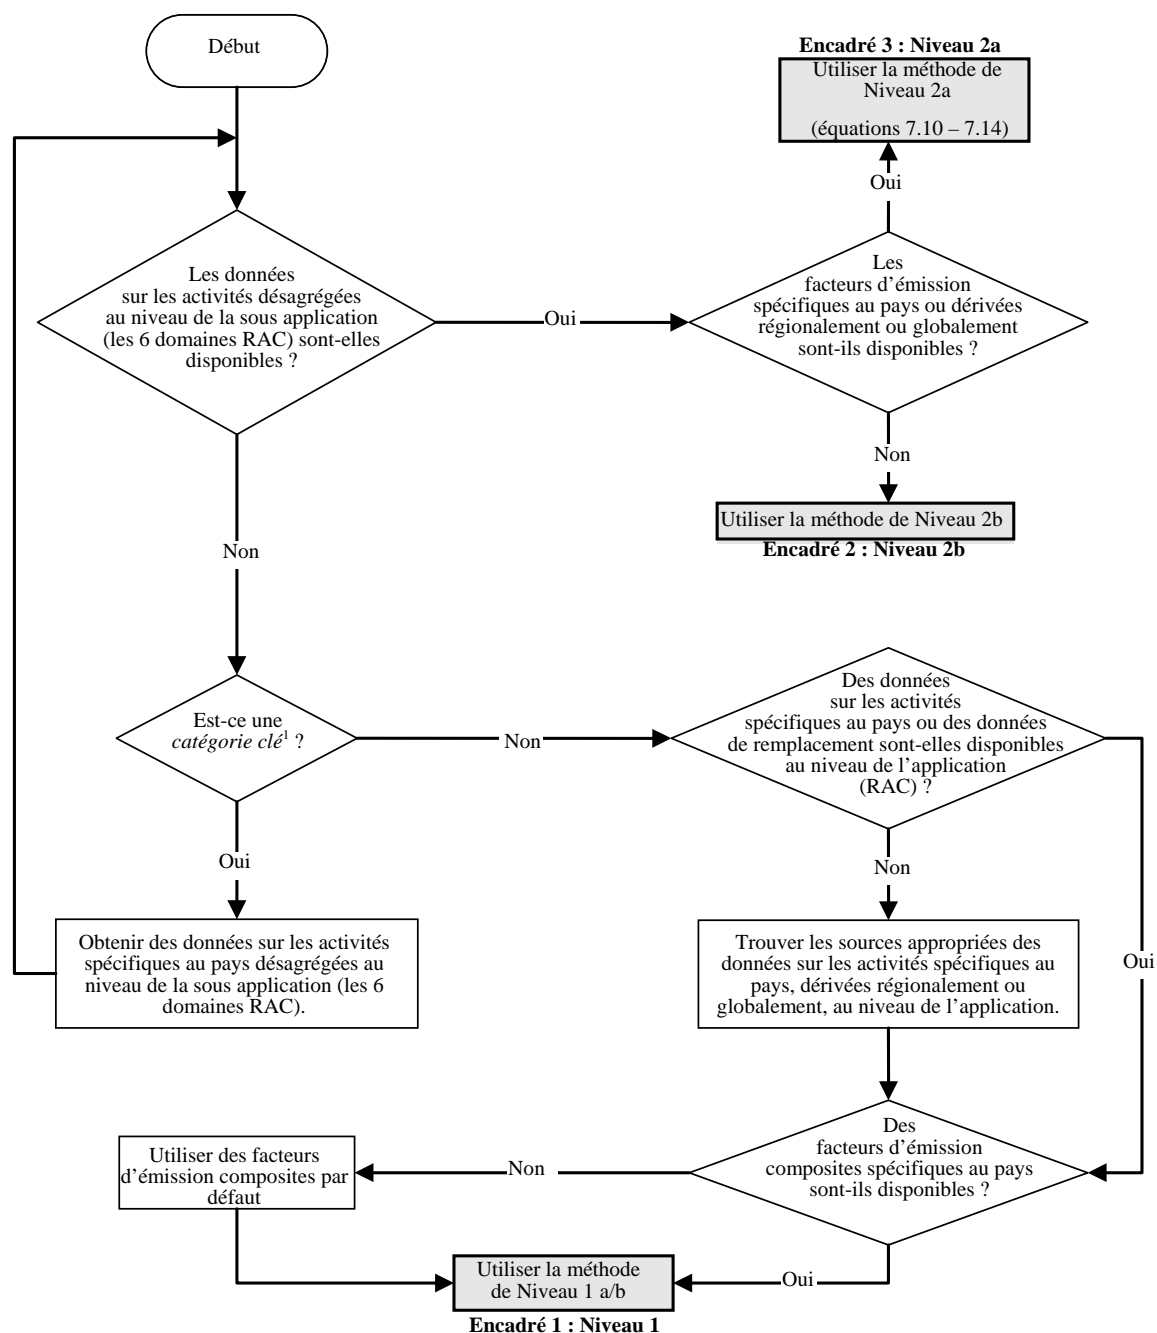 Début
Encadré 3 : Niveau 2a
Utiliser la méthode de
Niveau 2a
(équations 7.10 – 7.14)
Oui
Les données
sur les activités désagrégées
au niveau de la sous application
(les 6 domaines RAC) sont-elles
disponibles ?
Oui
Les
facteurs d’émission
spécifiques au pays ou dérivées
régionalement ou globalement
sont-ils disponibles ?
Non
Utiliser la méthode de Niveau 2b
Encadré 2 : Niveau 2b
Non
Est-ce une
catégorie clé1 ?
Non
Des données
sur les activités
spécifiques au pays ou des données
de remplacement sont-elles disponibles
au niveau de l’application
(RAC) ?
Oui
Non
Obtenir des données sur les activités
spécifiques au pays désagrégées au
niveau de la sous application (les 6
domaines RAC).
Trouver les sources appropriées des
données sur les activités spécifiques au
pays, dérivées régionalement ou
globalement, au niveau de l’application.
Oui
Des
facteurs d’émission
composites spécifiques au pays
sont-ils disponibles ?
Non
Utiliser des facteurs
d’émission composites par
défaut
Oui
Utiliser la méthode
de Niveau 1 a/b
Encadré 1 : Niveau 1